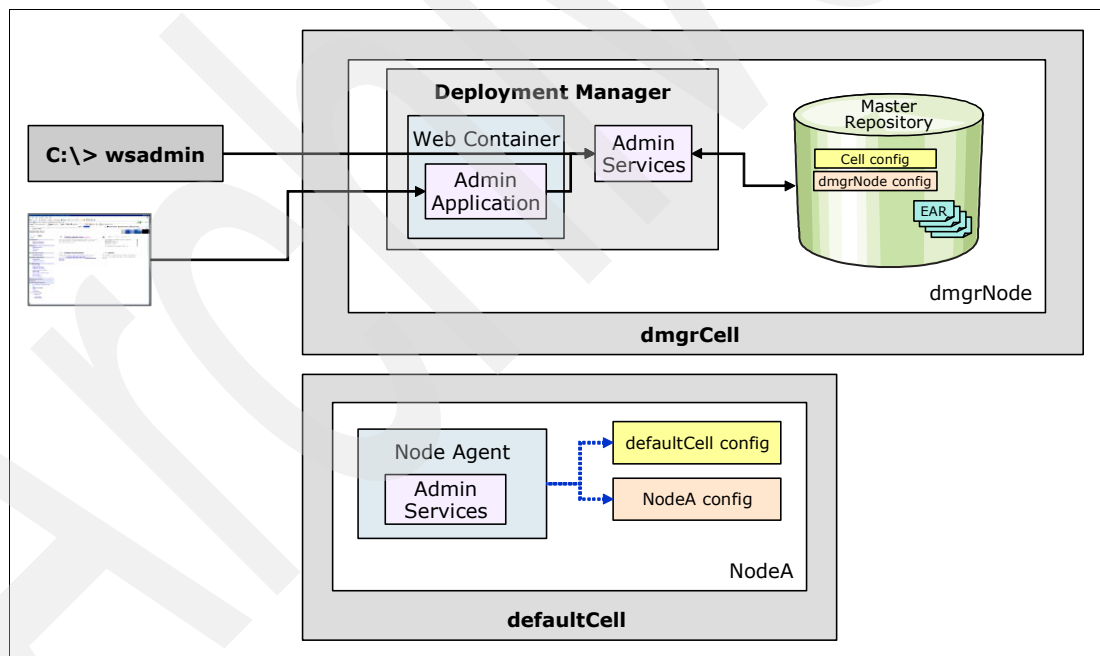 Deployment Manager
Web Container
Admin
Services
Admin
Application
C:\> wsadmin
Master
Repository
Cell config
dmgrNode config
EAR
dmgrNode
dmgrCell
Node Agent
Admin
Services
defaultCell config
NodeA config
NodeA
defaultCell